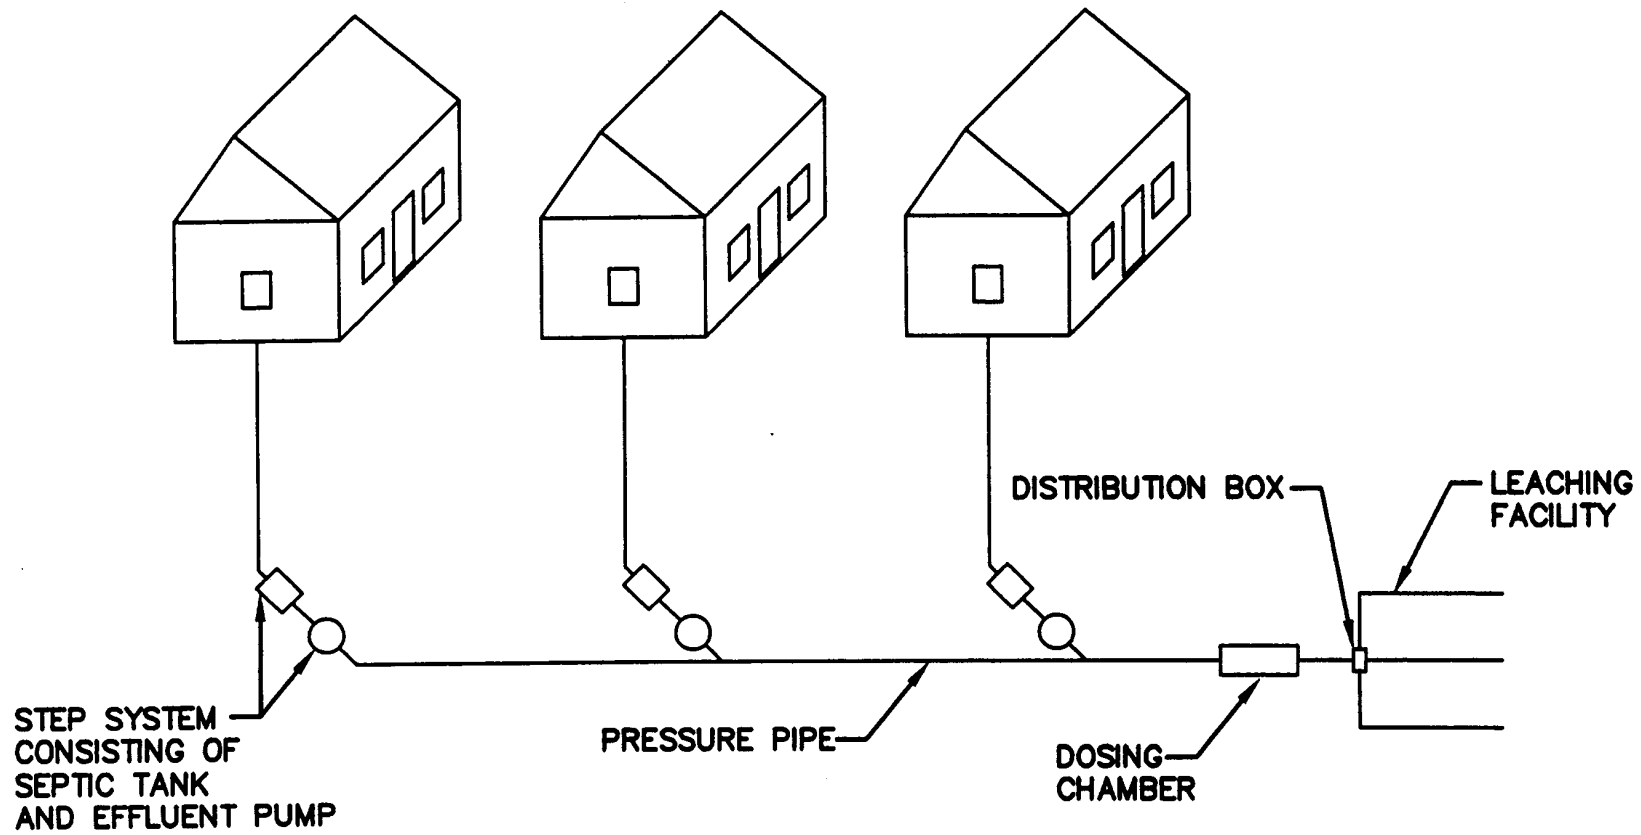 DISTRIBUTION BOX
LEACHING
FACILITY
STEP SYSTEM
CONSISTING OF
SEPTIC TANK
AND EFFLUENT PUMP
PRESSURE PIPE
DOSING
CHAMBER